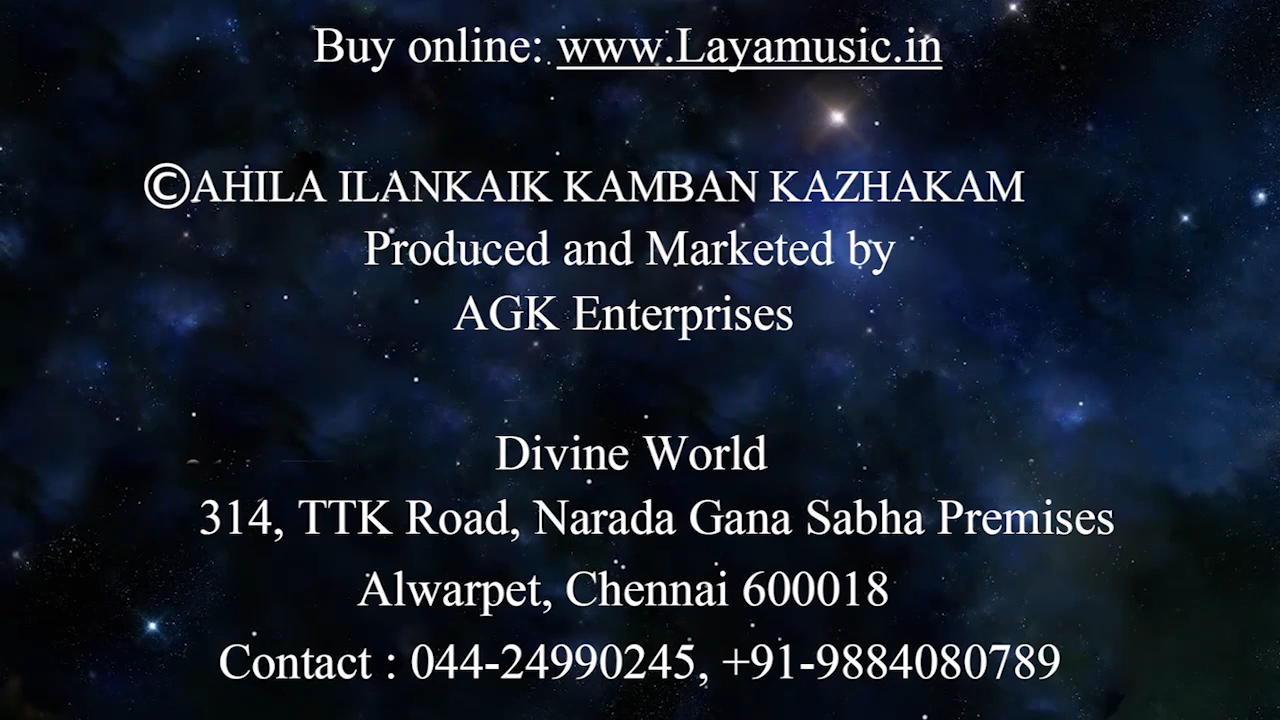 Buy online: www.Layamusic.in
©AHILA ILANKAIK KAMBAN KAZHAKAM
Produced and Marketed by
AGK Enterprises
Divine World
314, TTK Road, Narada Gana Sabha Premises
Alwarpet, Chennai 600018
Contact : 044-24990245, +91-9884080789